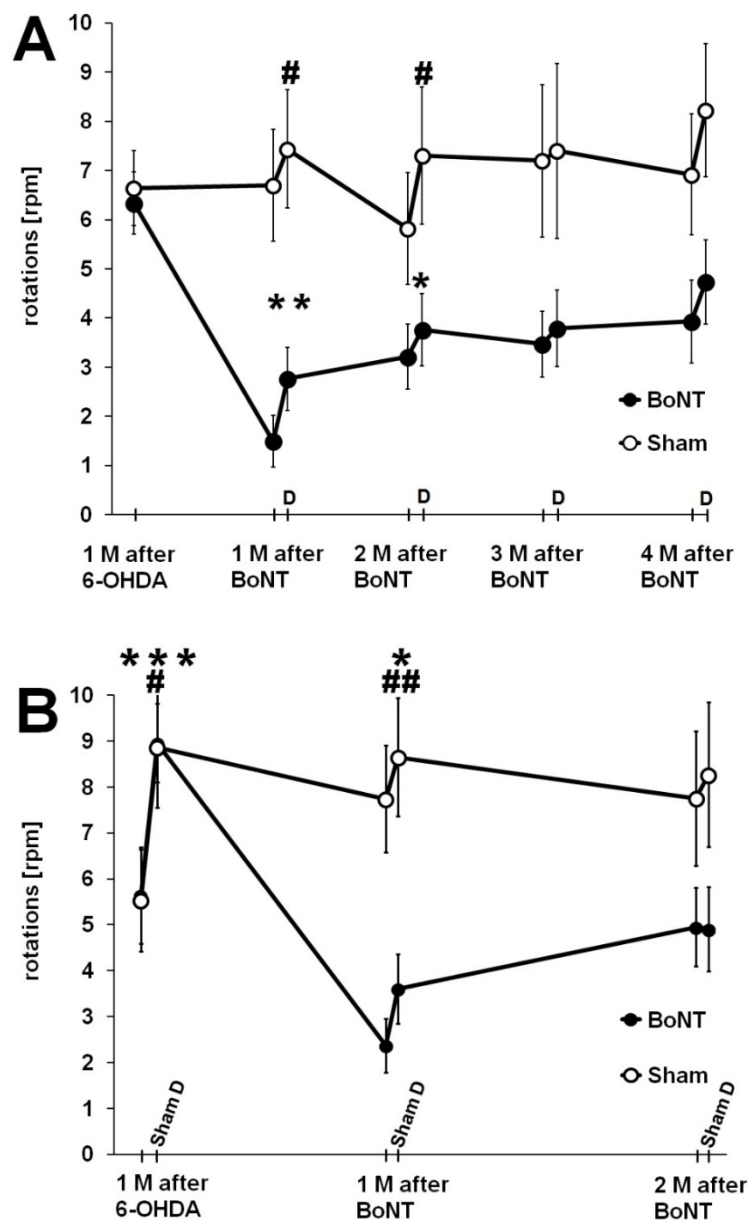 A
10
9
8
7
6
5
4
3
2
1
0
rotations [rpm]
#
#
* *
*
BoNT
Sham
D
D
D
D
1 M after
6-OHDA
1 M after
BoNT
2 M after
BoNT
3 M after
BoNT
4 M after
BoNT
B
* * *
#
*
##
10
9
8
7
6
5
4
3
2
1
0
rotations [rpm]
BoNT
Sham
Sham D
Sham D
Sham D
1 M after
6-OHDA
1 M after
BoNT
2 M after
BoNT